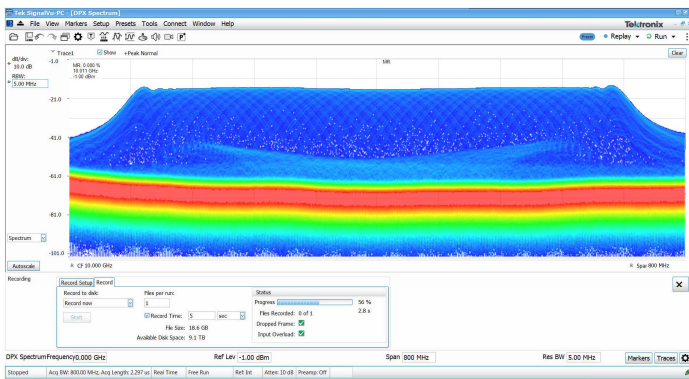 Tek SignalVu-PC - [DPX Spectrum]
File View Markers Setup Presets Tools Connect Window Help
Tektronix
Preset Replay Run
Trace1 Show +Peak Normal Clear
dB/div:
10.0 dB
RBW:
5.00 MHz
-1.0
MR: 0.000 %
10.011 GHz
-1.00 dBm
MR
-21.0
-41.0
-61.0
-81.0
Spectrum
-101.0
Autoscale CF 10.000 GHz Span 800 MHz
Recording
Record Setup Record
Record to disk: Files per run: Status
Record now 1 Progress 56 %
Start Record Time: 5 sec Files Recorded: 0 of 1 2.8 s
File Size: 18.6 GB Dropped Frame:
Available Disk Space: 9.1 TB Input Overload:
DPX Spectrum Frequency 0.000 GHz Ref Lev -1.00 dBm Span 800 MHz Res BW 5.00 MHz Markers Traces
Stopped Acq BW: 800.00 MHz, Acq Length: 2.297 us Real Time Free Run Ref Int Atten: 10 dB Preamp: Off